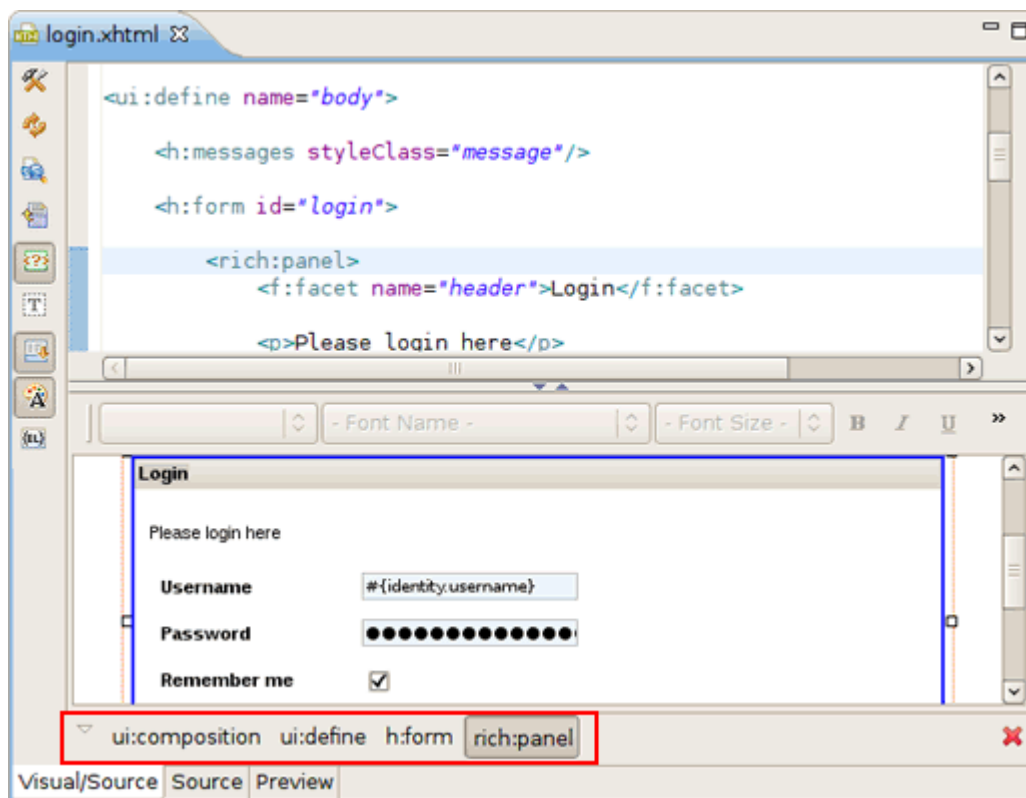 login.xhtml
<ui:define name="body">
<h:messages styleClass="message"/>
<h:form id="login">
<rich:panel>
<f:facet name="header">Login</f:facet>
<p>Please login here</p>
- Font Name - - Font Size - B I U »
Login
Please login here
Username #{identity.username}
Password
Remember me
ui:composition ui:define h:form rich:panel
Visual/Source Source Preview